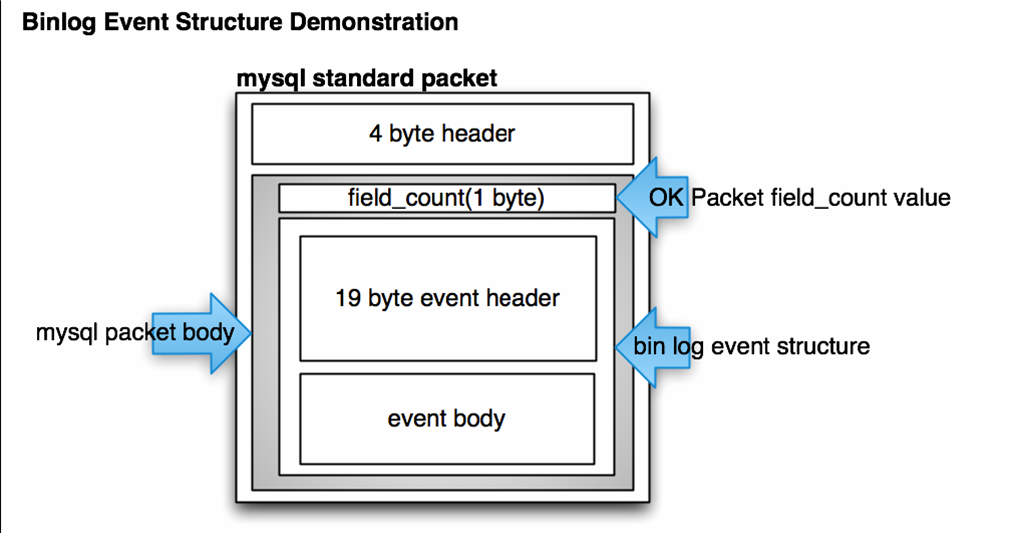 Binlog Event Structure Demonstration
mysql standard packet
4 byte header
field_count(1 byte)
OK Packet field_count value
19 byte event header
mysql packet body
bin log event structure
event body